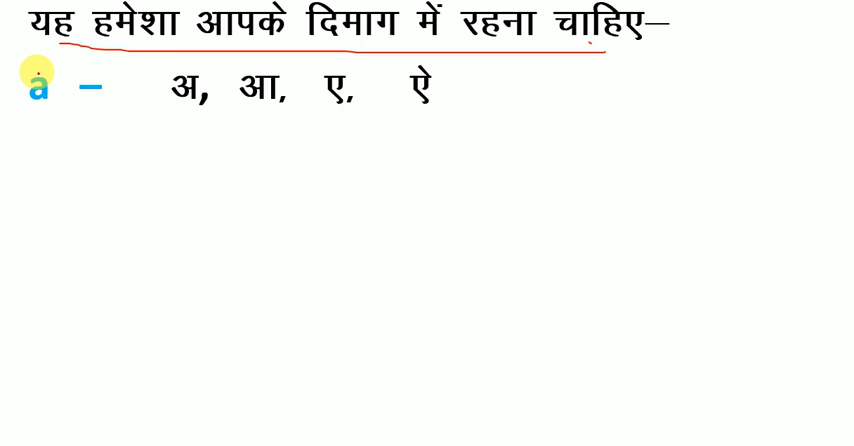 यह हमेशा आपके दिमाग में रहना चाहिए–
a – अ, आ, ए, ऐ